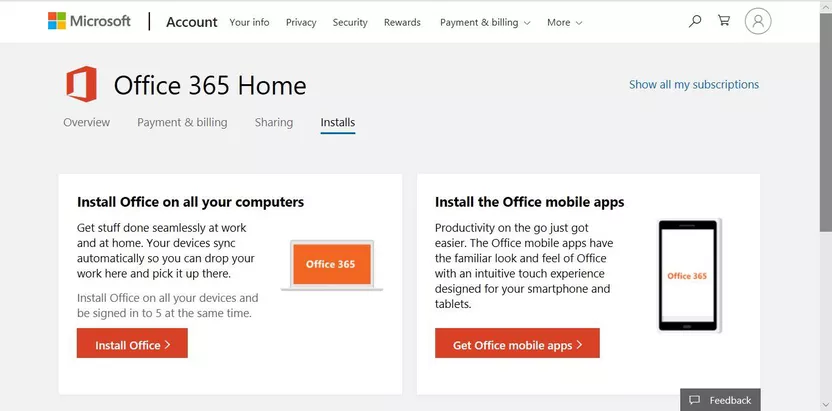 Microsoft Account Your info Privacy Security Rewards Payment & billing More
Office 365 Home
Show all my subscriptions
Overview Payment & billing Sharing Installs
Install Office on all your computers
Get stuff done seamlessly at work
and at home. Your devices sync
automatically so you can drop your
work here and pick it up there.
Install Office on all your devices and
be signed in to 5 at the same time.
Office 365
Install Office >
Install the Office mobile apps
Productivity on the go just got
easier. The Office mobile apps have
the familiar look and feel of Office
with an intuitive touch experience
designed for your smartphone and
tablets.
Office 365
Get Office mobile apps >
Feedback